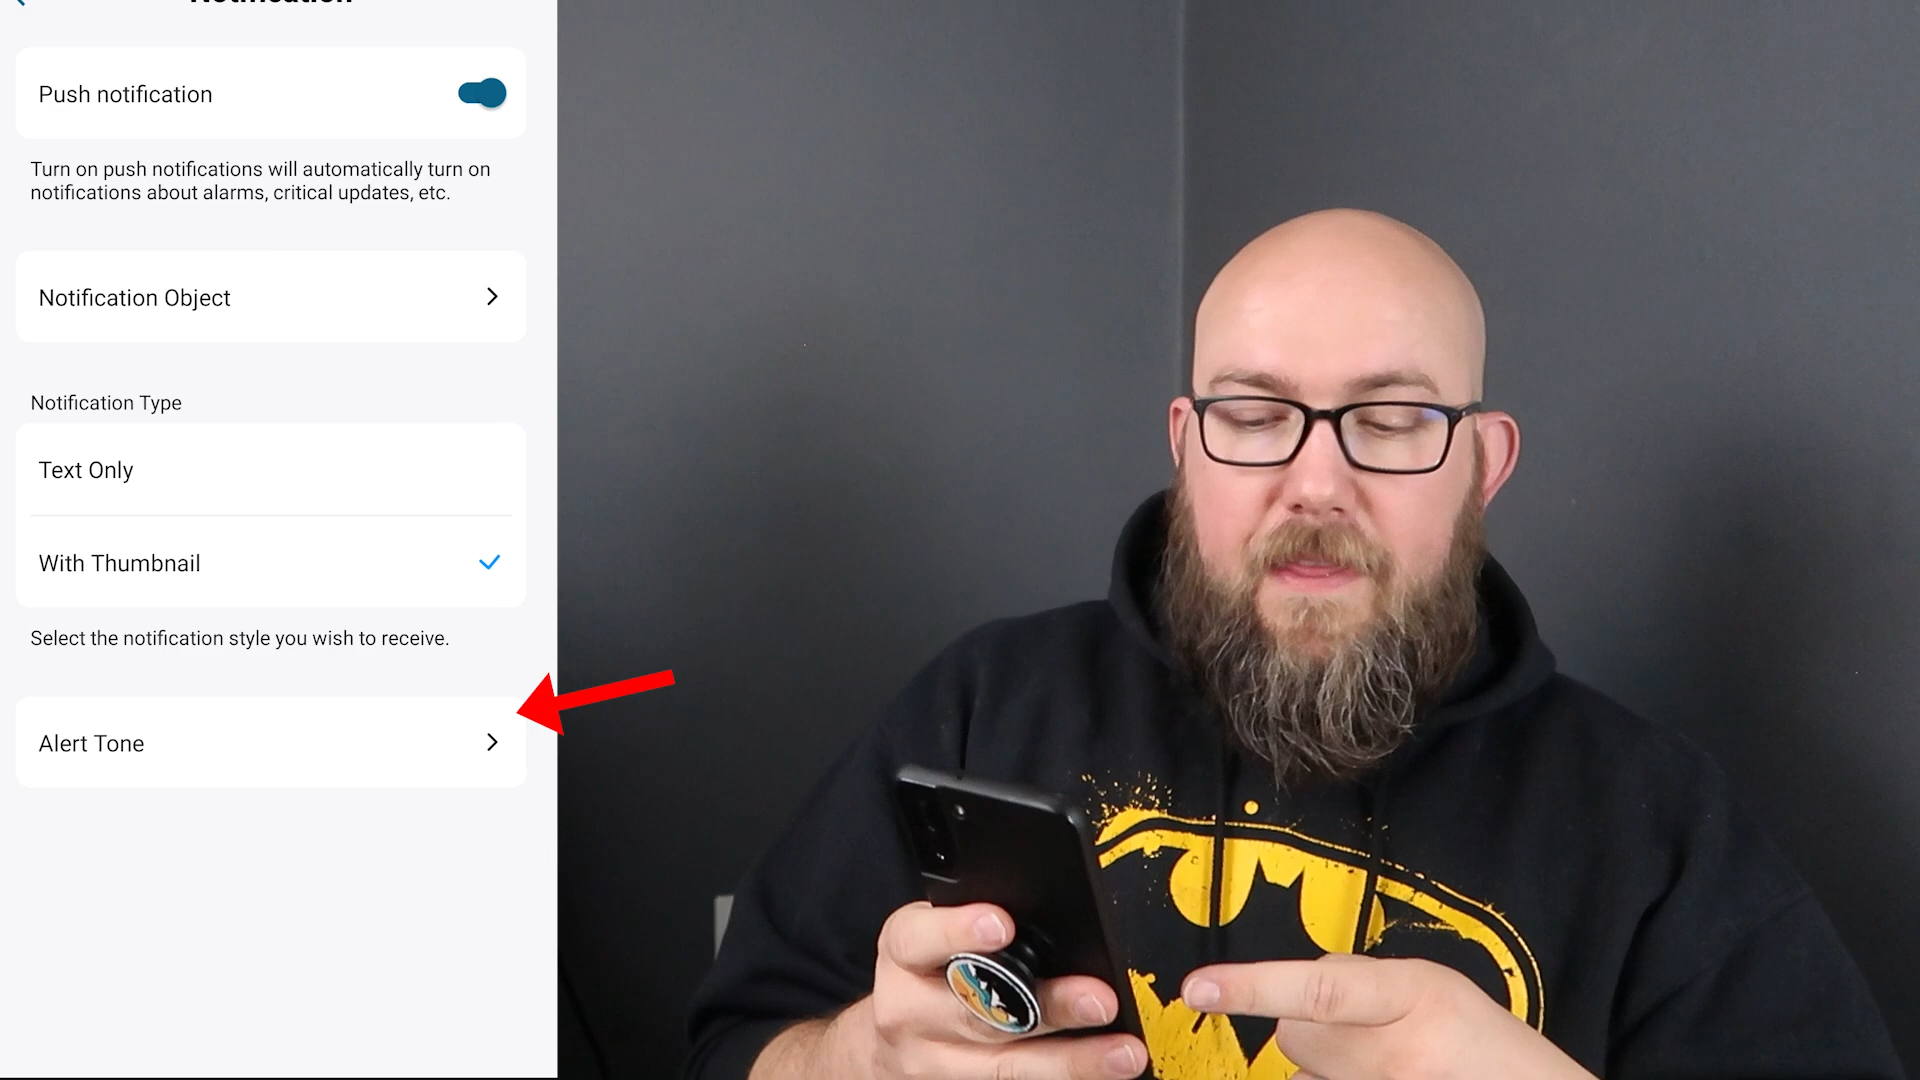 Notification
Push notification
Turn on push notifications will automatically turn on
notifications about alarms, critical updates, etc.
Notification Object
Notification Type
Text Only
With Thumbnail
Select the notification style you wish to receive.
Alert Tone